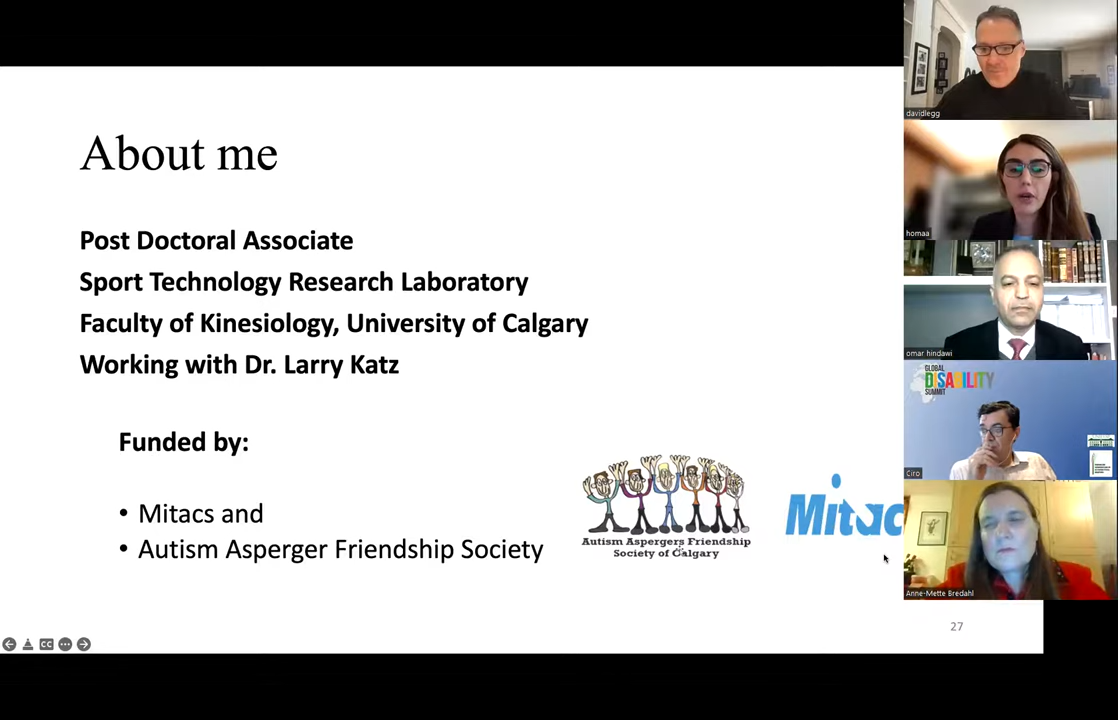 About me
Post Doctoral Associate
Sport Technology Research Laboratory
Faculty of Kinesiology, University of Calgary
Working with Dr. Larry Katz
Funded by:
• Mitacs and
• Autism Asperger Friendship Society
Autism Aspergers Friendship
Society of Calgary
Mitac
27
CC
davidlegg
homaa
omar hindawi
GLOBAL
DISABILITY
SUMMIT
Ciro
Anne-Mette Bredahl